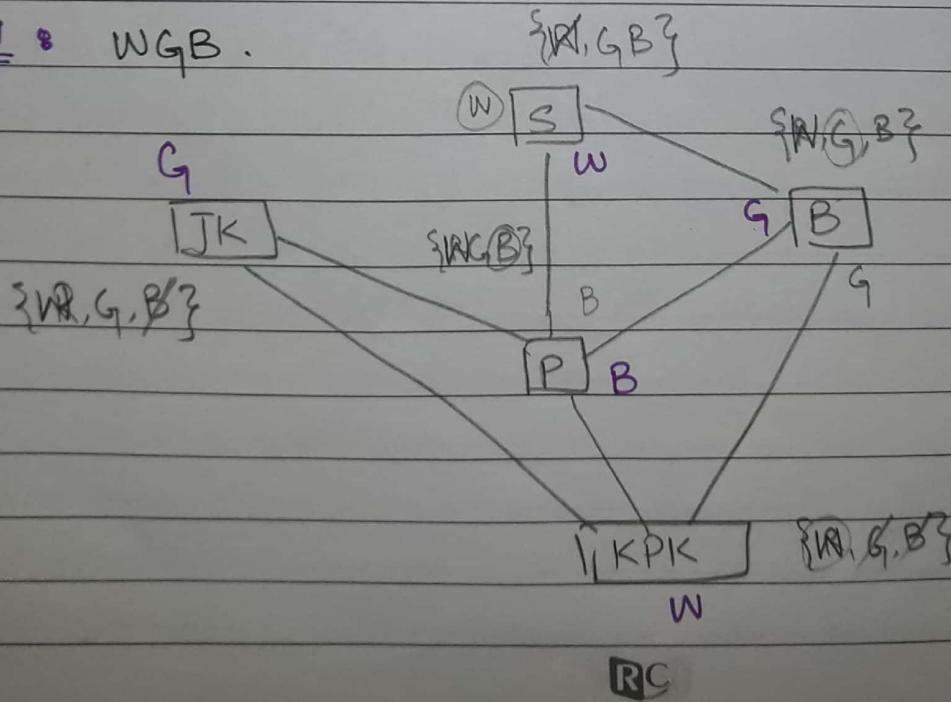 : WGB.
{W, G B}
W S
W
{W, G, B}
G B
G
G
JK
{W G B}
{W, G, B}
B
P B
KPK {W, G, B}
W
RC